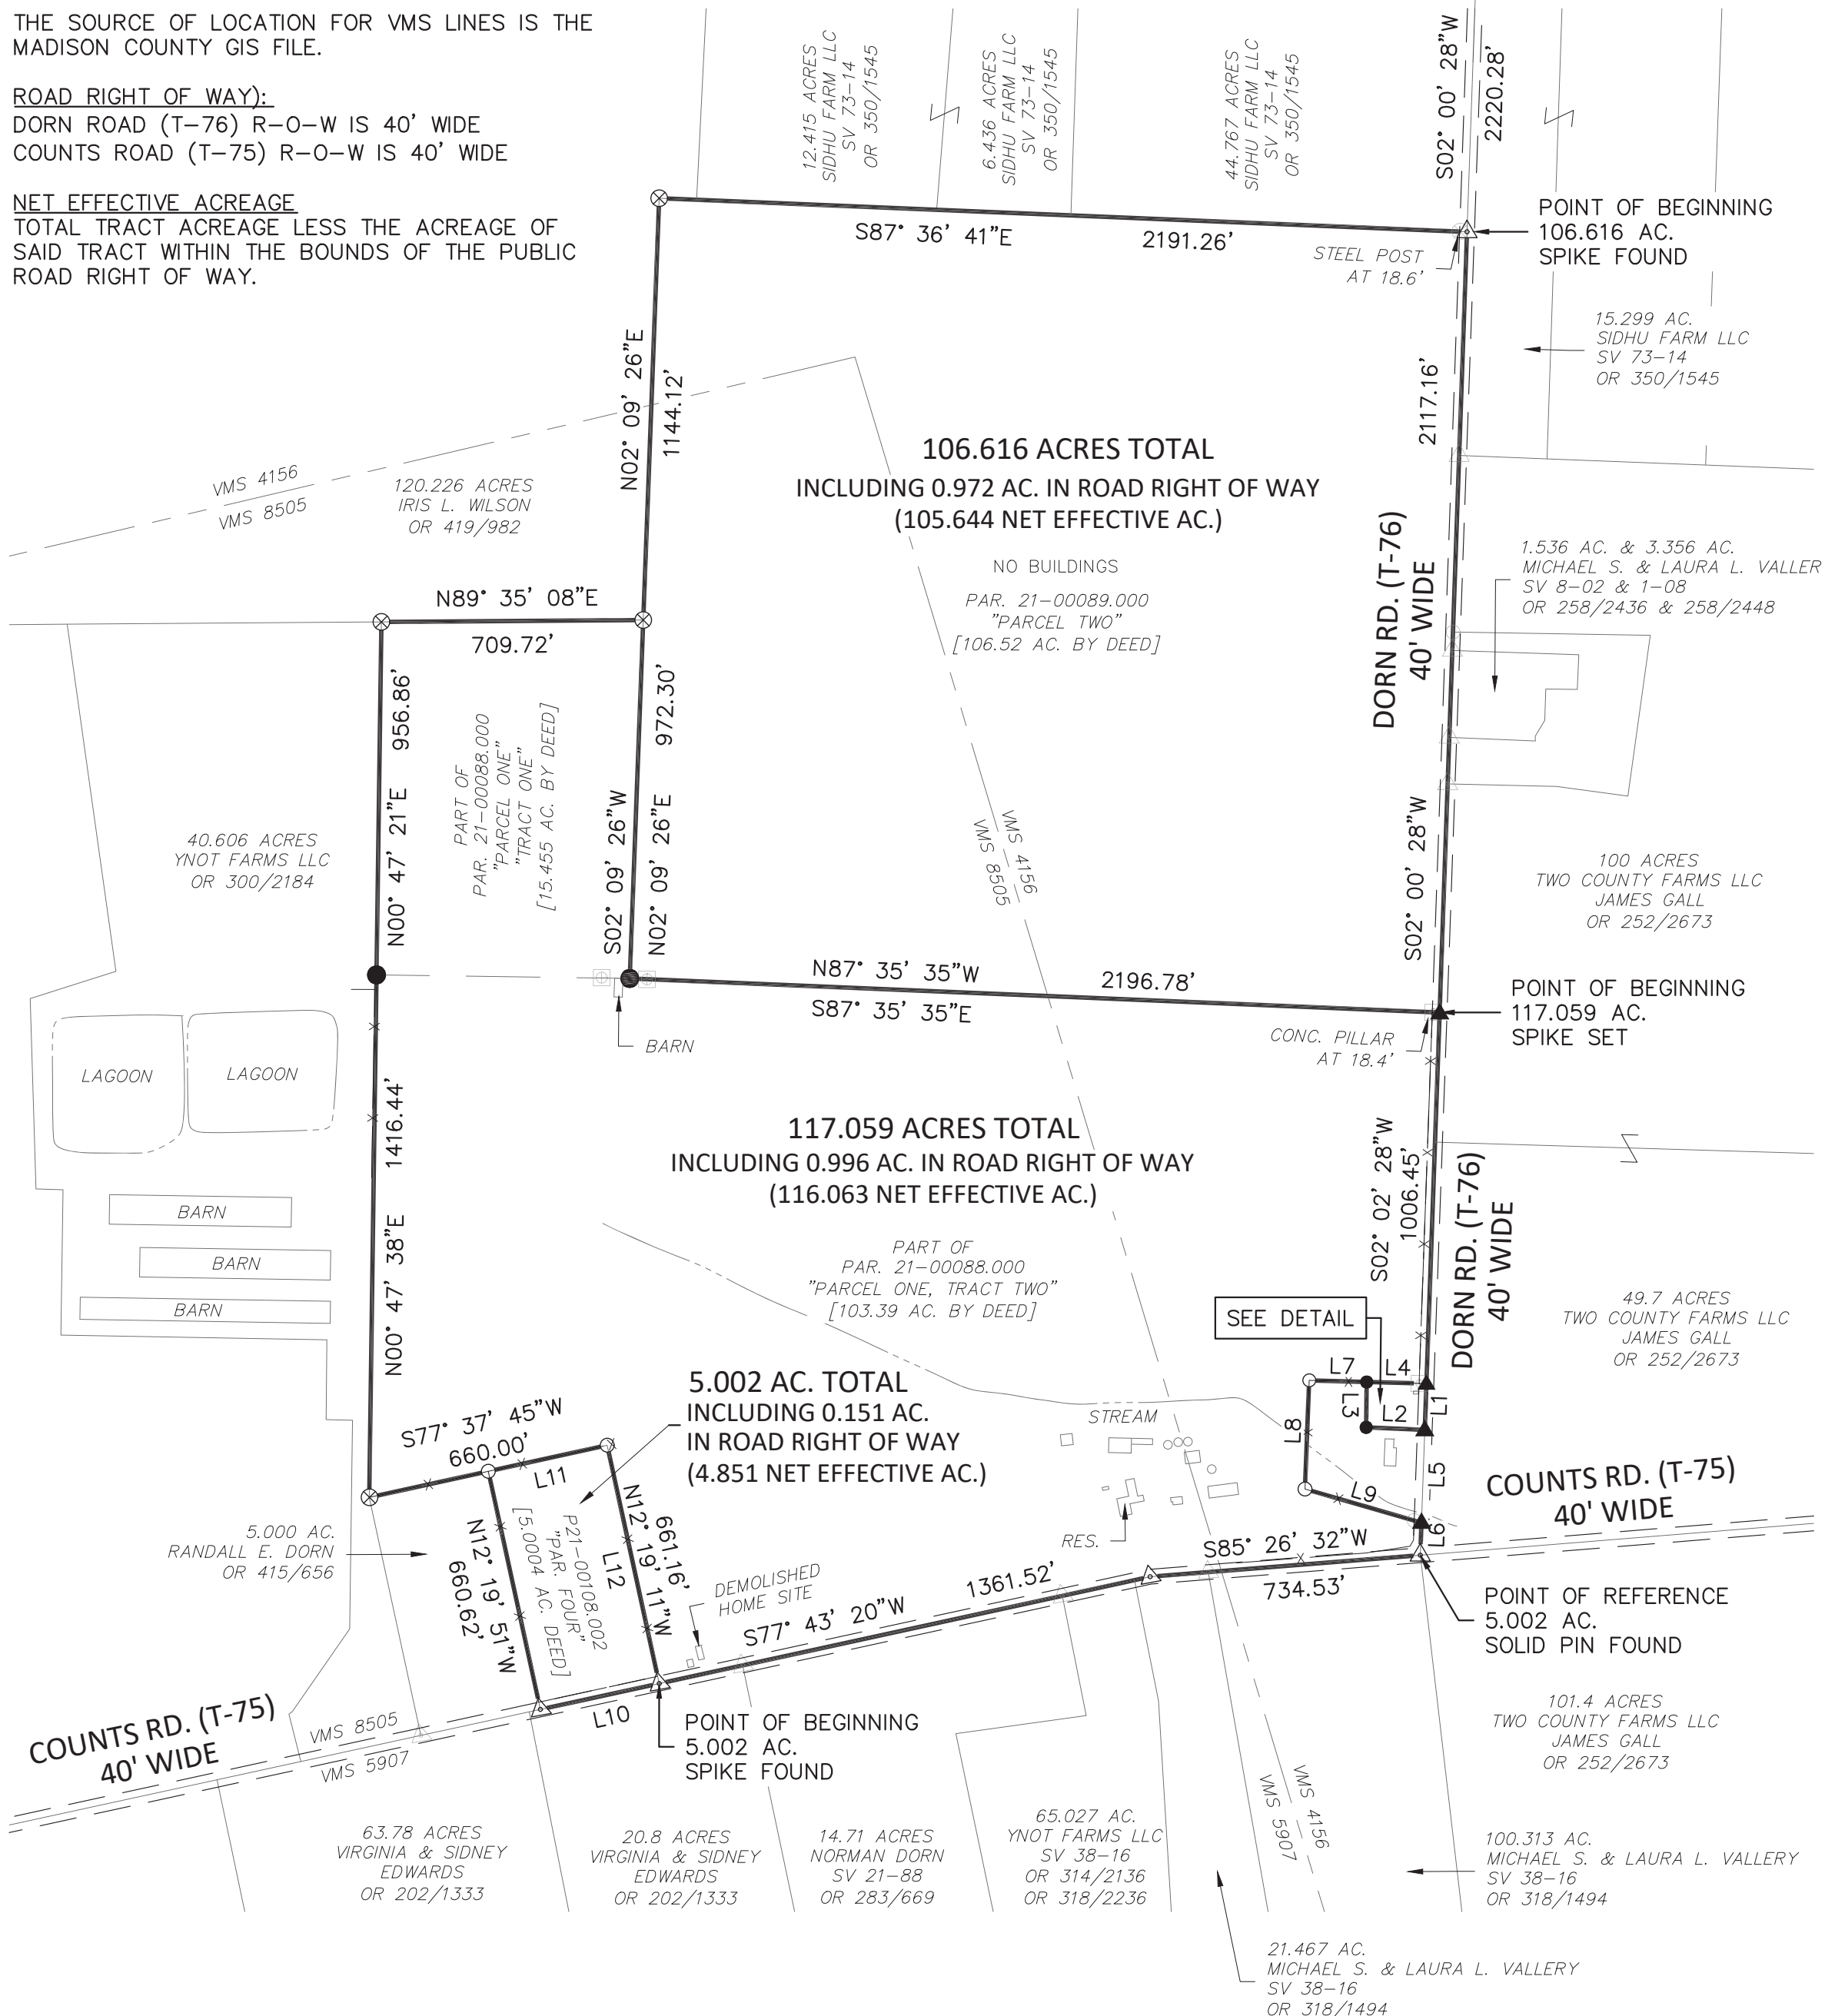 THE SOURCE OF LOCATION FOR VMS LINES IS THE
MADISON COUNTY GIS FILE.
ROAD RIGHT OF WAY):
DORN ROAD (T-76) R-O-W IS 40' WIDE
COUNTS ROAD (T-75) R-O-W IS 40' WIDE
NET EFFECTIVE ACREAGE
TOTAL TRACT ACREAGE LESS THE ACREAGE OF
SAID TRACT WITHIN THE BOUNDS OF THE PUBLIC
ROAD RIGHT OF WAY.
12.415 ACRES
SIDHU FARM LLC
SV 73-14
OR 350/1545
6.436 ACRES
SIDHU FARM LLC
SV 73-14
OR 350/1545
44.767 ACRES
SIDHU FARM LLC
SV 73-14
OR 350/1545
S02° 00' 28"W
2220.28'
S87° 36' 41"E
2191.26'
STEEL POST
AT 18.6'
POINT OF BEGINNING
106.616 AC.
SPIKE FOUND
15.299 AC.
SIDHU FARM LLC
SV 73-14
OR 350/1545
N02° 09' 26"E
1144.12'
2117.16'
VMS 4156
VMS 8505
120.226 ACRES
IRIS L. WILSON
OR 419/982
106.616 ACRES TOTAL
INCLUDING 0.972 AC. IN ROAD RIGHT OF WAY
(105.644 NET EFFECTIVE AC.)
NO BUILDINGS
PAR. 21-00089.000
"PARCEL TWO"
[106.52 AC. BY DEED]
DORN RD. (T-76)
40' WIDE
1.536 AC. & 3.356 AC.
MICHAEL S. & LAURA L. VALLER
SV 8-02 & 1-08
OR 258/2436 & 258/2448
N89° 35' 08"E
709.72'
956.86'
N00° 47' 21"E
PART OF
PAR. 21-00088.000
"PARCEL ONE"
"TRACT ONE"
[15.455 AC. BY DEED]
972.30'
S02° 09' 26"W
N02° 09' 26"E
40.606 ACRES
YNOT FARMS LLC
OR 300/2184
VMS 4156
VMS 8505
S02° 00' 28"W
100 ACRES
TWO COUNTY FARMS LLC
JAMES GALL
OR 252/2673
N87° 35' 35"W
2196.78'
S87° 35' 35"E
BARN
CONC. PILLAR
AT 18.4'
POINT OF BEGINNING
117.059 AC.
SPIKE SET
LAGOON
LAGOON
1416.44'
N00° 47' 38"E
117.059 ACRES TOTAL
INCLUDING 0.996 AC. IN ROAD RIGHT OF WAY
(116.063 NET EFFECTIVE AC.)
S02° 02' 28"W
1006.45'
DORN RD. (T-76)
40' WIDE
BARN
BARN
BARN
PART OF
PAR. 21-00088.000
"PARCEL ONE, TRACT TWO"
[103.39 AC. BY DEED]
SEE DETAIL
49.7 ACRES
TWO COUNTY FARMS LLC
JAMES GALL
OR 252/2673
L7
L4
L3
L2
L1
L8
L9
L5
L6
5.002 AC. TOTAL
INCLUDING 0.151 AC.
IN ROAD RIGHT OF WAY
(4.851 NET EFFECTIVE AC.)
STREAM
RES.
S77° 37' 45"W
660.00'
L11
COUNTS RD. (T-75)
40' WIDE
5.000 AC.
RANDALL E. DORN
OR 415/656
N12° 19' 51"W
660.62'
P21-00108.002
"PAR. FOUR"
[5.0004 AC. DEED]
N12° 19' 11"W
661.16'
L12
DEMOLISHED
HOME SITE
S77° 43' 20"W
1361.52'
S85° 26' 32"W
734.53'
POINT OF REFERENCE
5.002 AC.
SOLID PIN FOUND
L10
POINT OF BEGINNING
5.002 AC.
SPIKE FOUND
COUNTS RD. (T-75)
40' WIDE
VMS 8505
VMS 5907
101.4 ACRES
TWO COUNTY FARMS LLC
JAMES GALL
OR 252/2673
VMS 4156
VMS 5907
63.78 ACRES
VIRGINIA & SIDNEY
EDWARDS
OR 202/1333
20.8 ACRES
VIRGINIA & SIDNEY
EDWARDS
OR 202/1333
14.71 ACRES
NORMAN DORN
SV 21-88
OR 283/669
65.027 AC.
YNOT FARMS LLC
SV 38-16
OR 314/2136
OR 318/2236
100.313 AC.
MICHAEL S. & LAURA L. VALLERY
SV 38-16
OR 318/1494
21.467 AC.
MICHAEL S. & LAURA L. VALLERY
SV 38-16
OR 318/1494